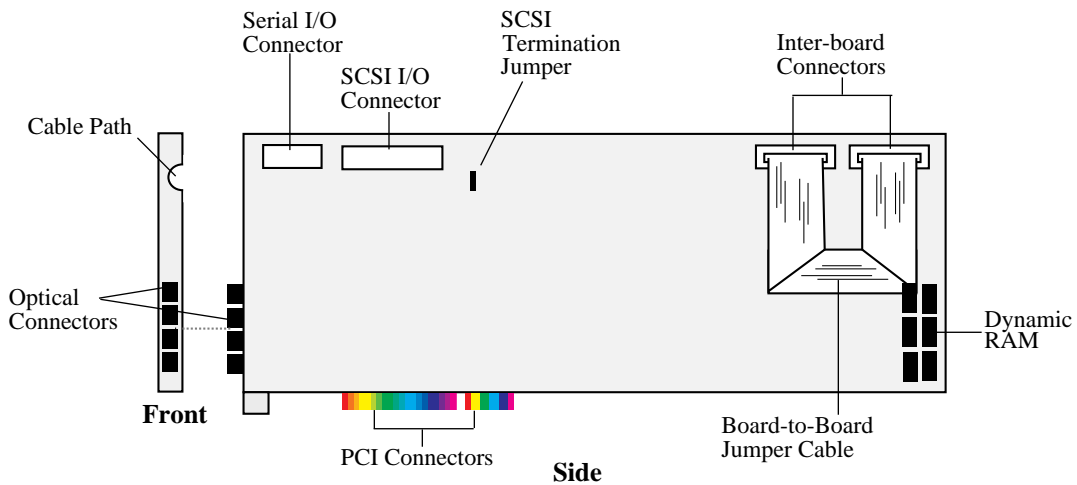 Serial I/O
Connector
SCSI
Termination
Jumper
SCSI I/O
Connector
Inter-board
Connectors
Cable Path
Optical
Connectors
Dynamic
RAM
Front
PCI Connectors
Board-to-Board
Jumper Cable
Side